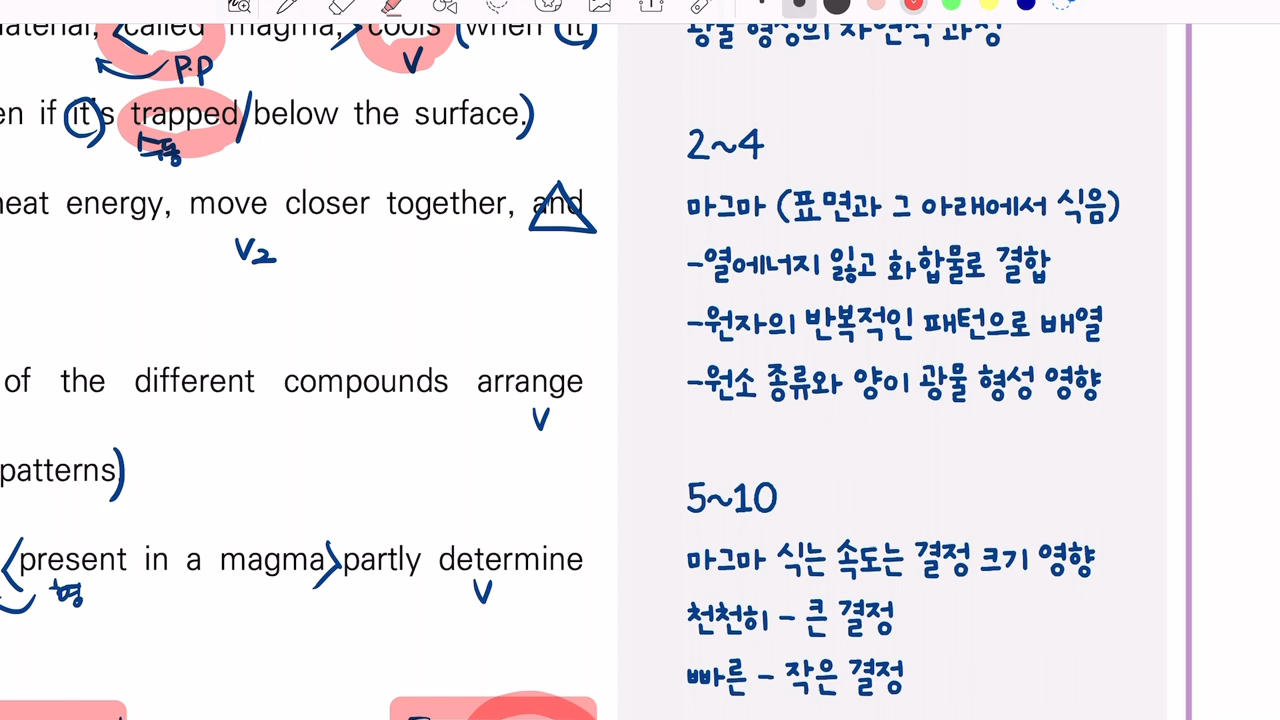 material, <called magma,> cools (when (it)
P.P
V
en if (it)'s trapped/below the surface.)
수동
heat energy, move closer together, and
V2
of the different compounds arrange
V
patterns)
<present in a magma> partly determine
형
V
광물 형성의 자연적 과정
2~4
마그마 (표면과 그 아래에서 식음)
-열에너지 잃고 화합물로 결합
-원자의 반복적인 패턴으로 배열
-원소 종류와 양이 광물 형성 영향
5~10
마그마 식는 속도는 결정 크기 영향
천천히 - 큰 결정
빠른 - 작은 결정